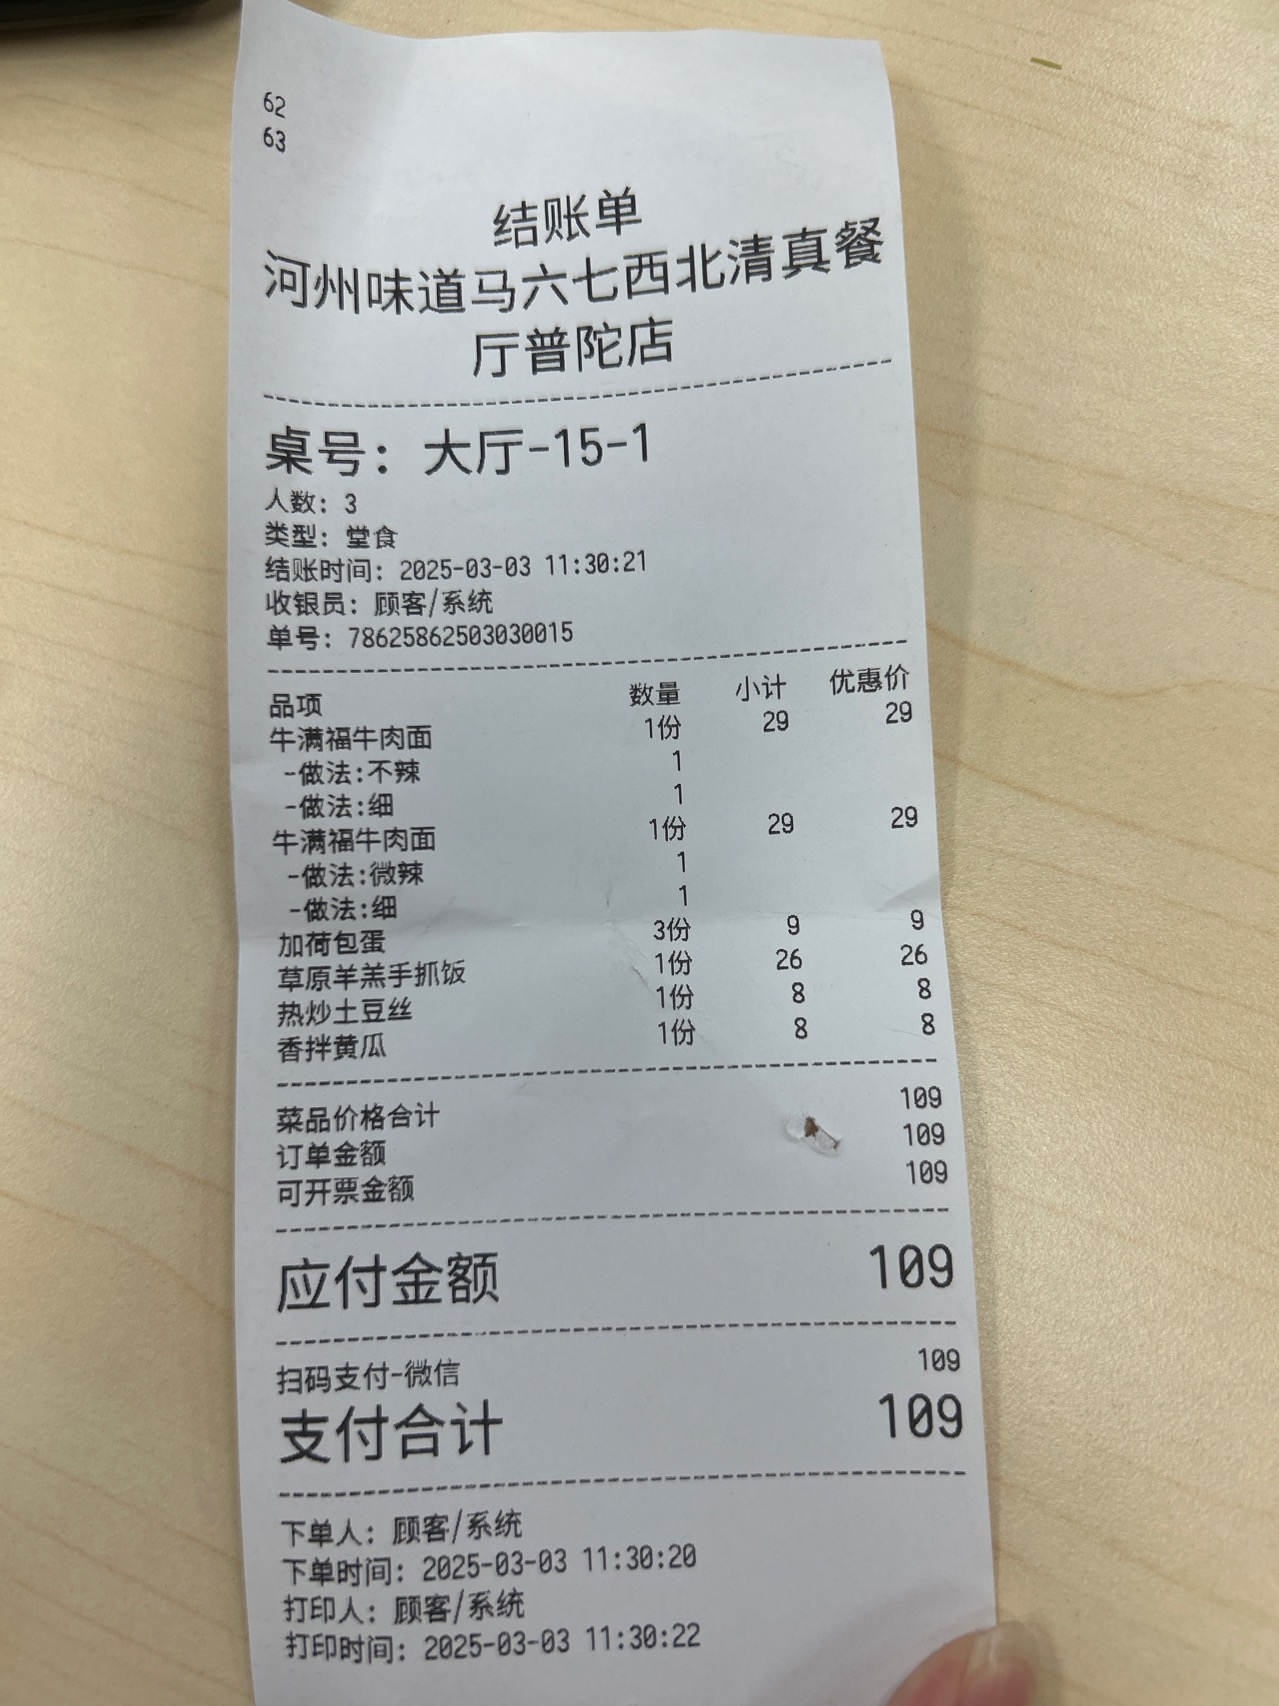 62
63
结账单
河州味道马六七西北清真餐
厅普陀店
桌号：大厅-15-1
人数：3
类型：堂食
结账时间：2025-03-03 11:30:21
收银员：顾客/系统
单号：78625862503030015
品项 数量 小计 优惠价
牛满福牛肉面 1份 29 29
-做法:不辣 1
-做法:细 1
牛满福牛肉面 1份 29 29
-做法:微辣 1
-做法:细 1
加荷包蛋 3份 9 9
草原羊羔手抓饭 1份 26 26
热炒土豆丝 1份 8 8
香拌黄瓜 1份 8 8
菜品价格合计 109
订单金额 109
可开票金额 109
应付金额 109
扫码支付-微信 109
支付合计 109
下单人：顾客/系统
下单时间：2025-03-03 11:30:20
打印人：顾客/系统
打印时间：2025-03-03 11:30:22